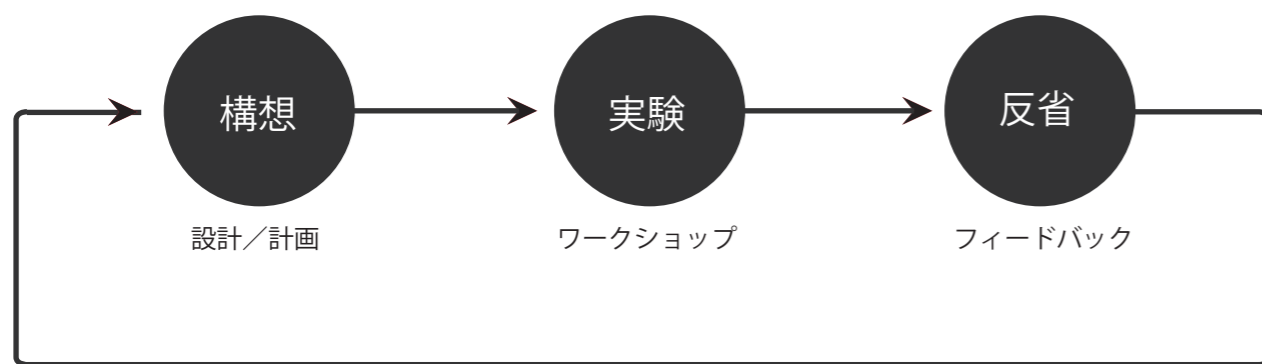 構想
実験
反省
設計／計画
ワークショップ
フィードバック